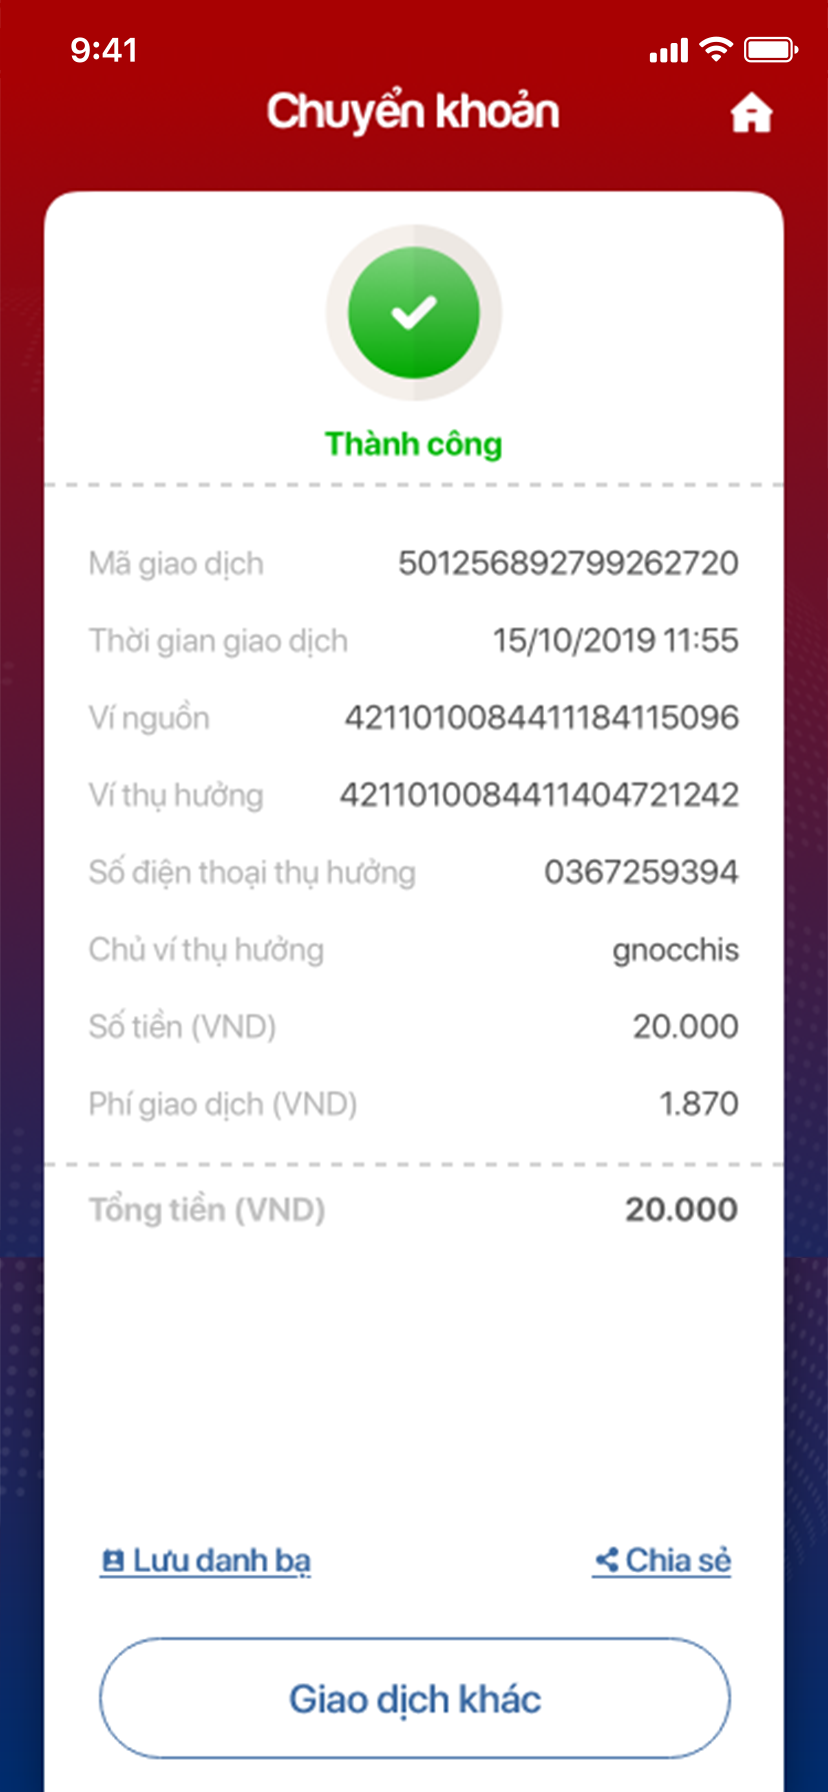 9:41
Chuyển khoản
Thành công
Mã giao dịch 501256892799262720
Thời gian giao dịch 15/10/2019 11:55
Ví nguồn 4211010084411184115096
Ví thụ hưởng 4211010084411404721242
Số điện thoại thụ hưởng 0367259394
Chủ ví thụ hưởng gnocchis
Số tiền (VND) 20.000
Phí giao dịch (VND) 1.870
Tổng tiền (VND) 20.000
Lưu danh bạ Chia sẻ
Giao dịch khác